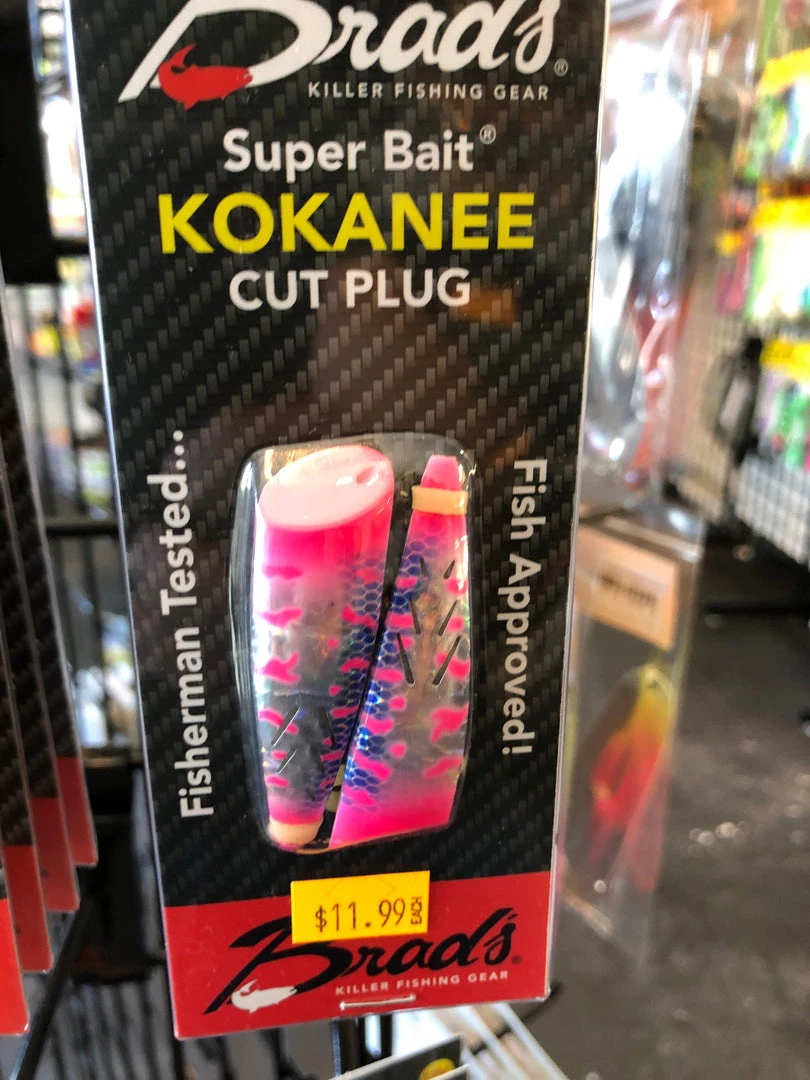 Brad's®
KILLER FISHING GEAR
Super Bait®
KOKANEE
CUT PLUG
Fisherman Tested...
Fish Approved!
$11.99 EACH
Brad's®
KILLER FISHING GEAR
Brad's